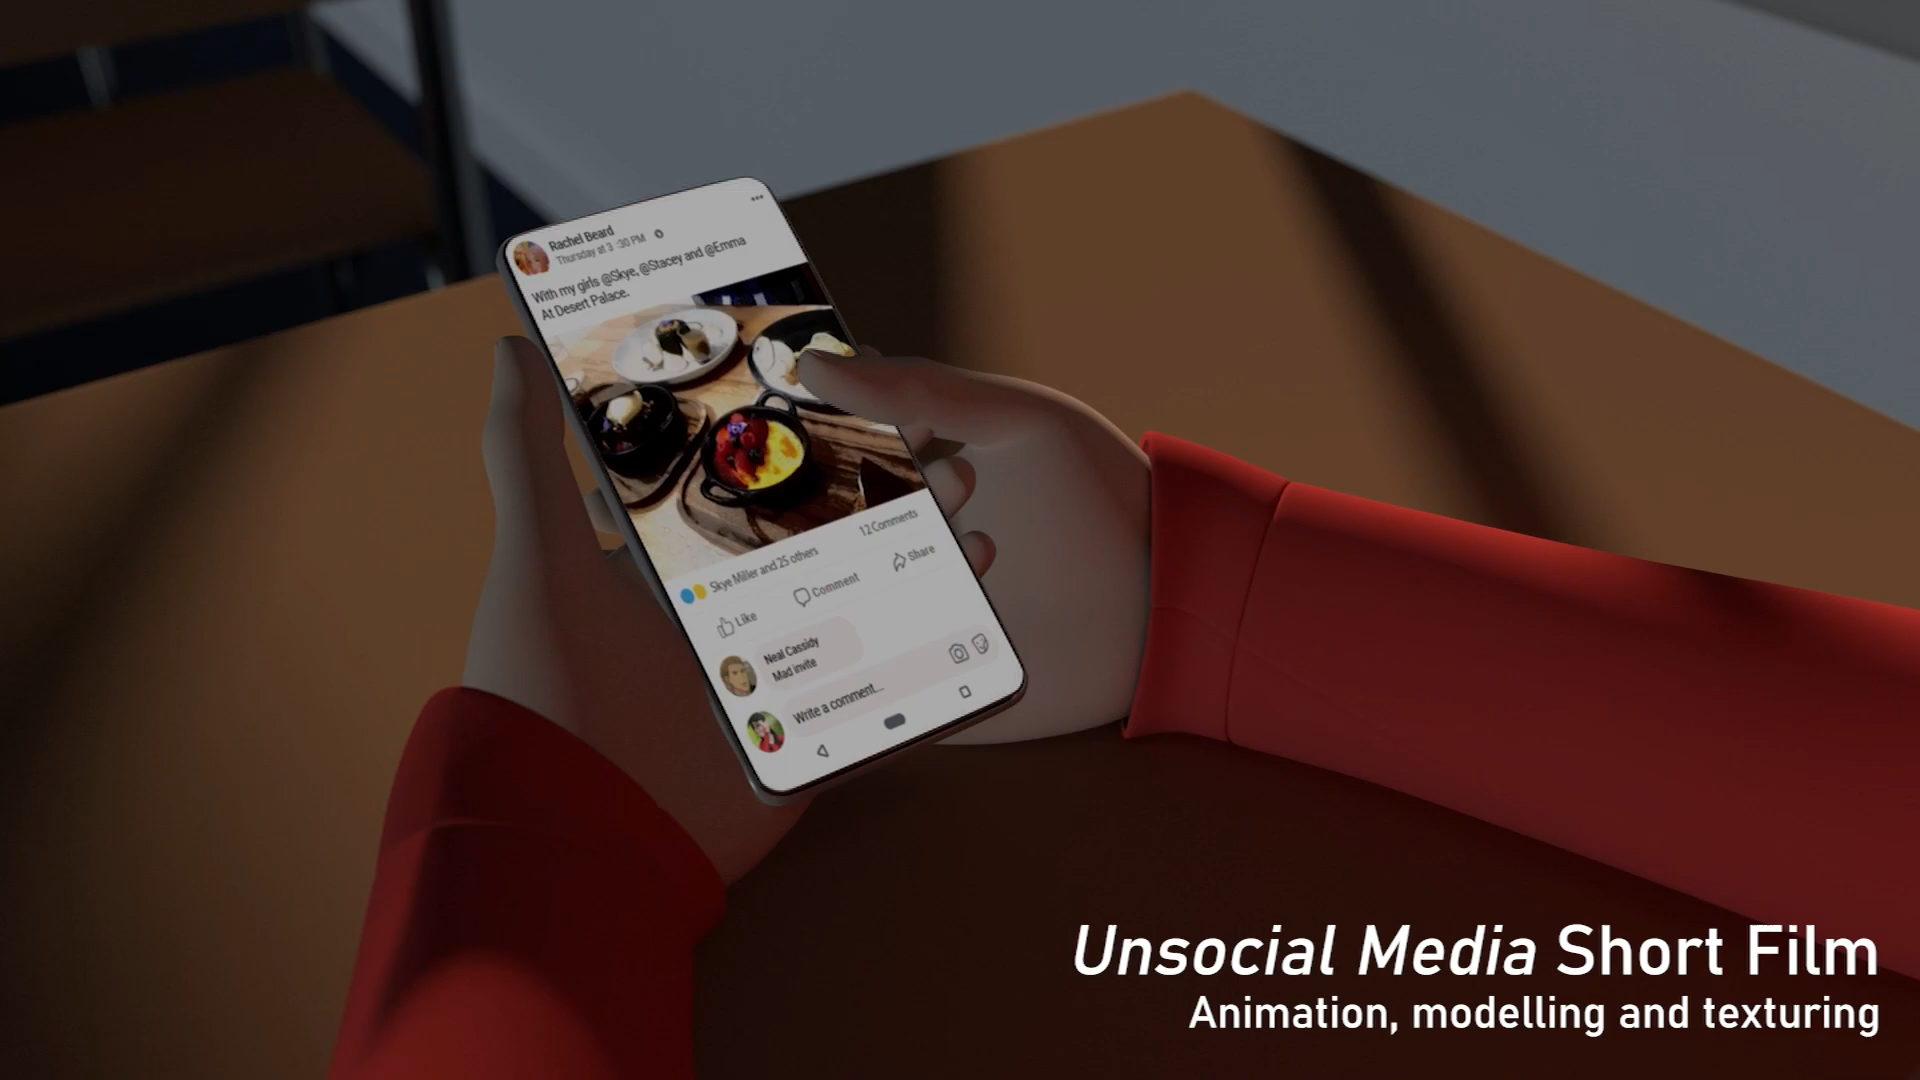 Rachel Beard
Thursday at 3 :30 PM
With my girls @Skye, @Stacey and @Emma
At Desert Palace.
12 Comments
Skye Miller and 25 others
Like
Comment
Share
Neal Cassidy
Mad invite
Write a comment...
Unsocial Media Short Film
Animation, modelling and texturing